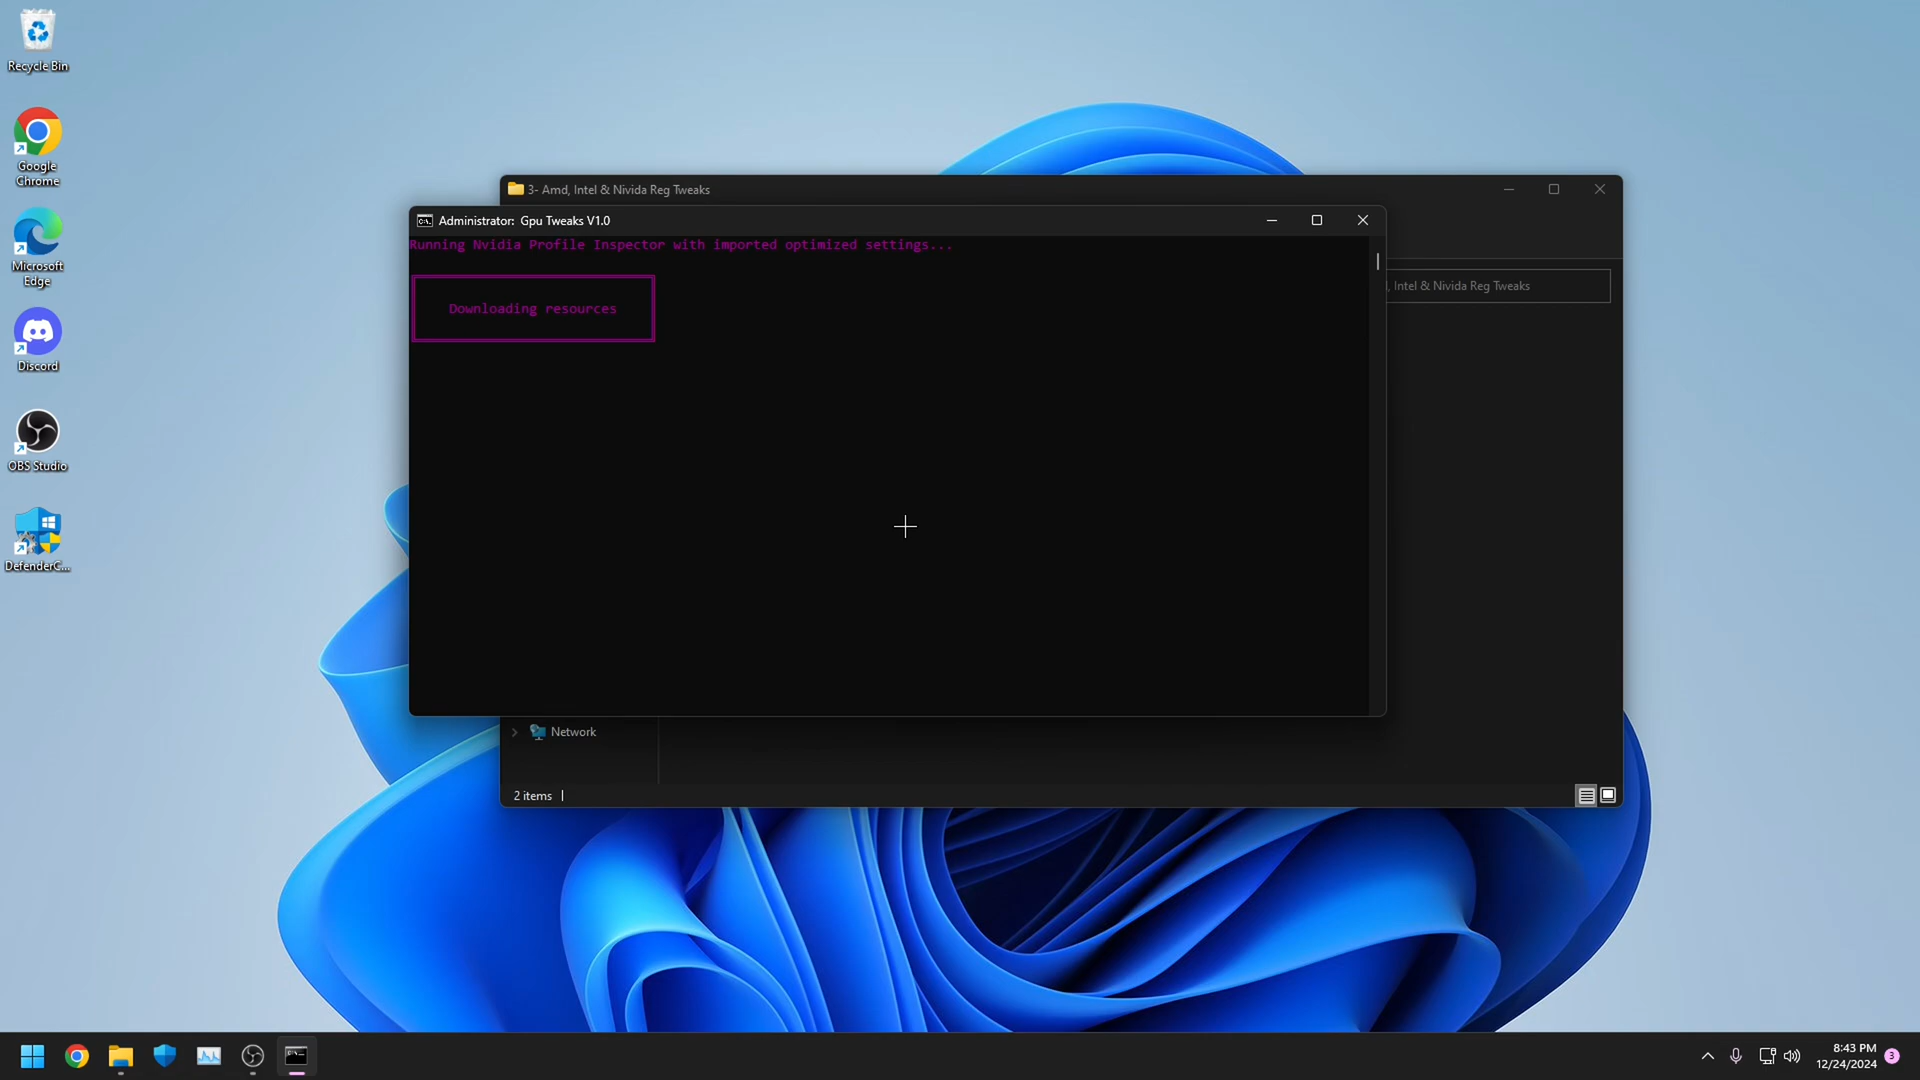 Recycle Bin
Google
Chrome
Microsoft
Edge
Discord
OBS Studio
DefenderC...
3- Amd, Intel & Nivida Reg Tweaks
Administrator:  Gpu Tweaks V1.0
Running Nvidia Profile Inspector with imported optimized settings...
Downloading resources
, Intel & Nivida Reg Tweaks
Network
2 items
8:43 PM
12/24/2024
3